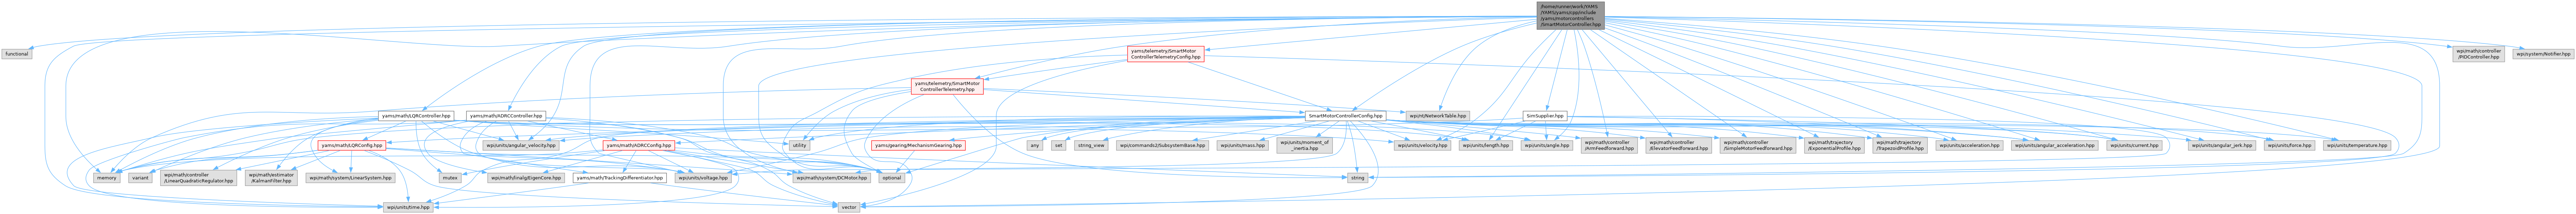 /home/runner/work/YAMS
/YAMS/yams/cpp/include
/yams/motorcontrollers
/SmartMotorController.hpp
functional
yams/telemetry/SmartMotor
ControllerTelemetryConfig.hpp
wpi/math/controller
/PIDController.hpp
wpi/system/Notifier.hpp
yams/telemetry/SmartMotor
ControllerTelemetry.hpp
yams/math/LQRController.hpp
yams/math/ADRCController.hpp
SmartMotorControllerConfig.hpp
wpi/nt/NetworkTable.hpp
SimSupplier.hpp
yams/math/LQRConfig.hpp
wpi/units/angular_velocity.hpp
yams/math/ADRCConfig.hpp
utility
yams/gearing/MechanismGearing.hpp
any
set
string_view
wpi/commands2/SubsystemBase.hpp
wpi/units/mass.hpp
wpi/units/moment_of
_inertia.hpp
wpi/units/velocity.hpp
wpi/units/length.hpp
wpi/units/angle.hpp
wpi/math/controller
/ArmFeedforward.hpp
wpi/math/controller
/ElevatorFeedforward.hpp
wpi/math/controller
/SimpleMotorFeedforward.hpp
wpi/math/trajectory
/ExponentialProfile.hpp
wpi/math/trajectory
/TrapezoidProfile.hpp
wpi/units/acceleration.hpp
wpi/units/angular_acceleration.hpp
wpi/units/current.hpp
wpi/units/angular_jerk.hpp
wpi/units/force.hpp
wpi/units/temperature.hpp
memory
variant
wpi/math/controller
/LinearQuadraticRegulator.hpp
wpi/math/estimator
/KalmanFilter.hpp
wpi/math/system/LinearSystem.hpp
mutex
wpi/math/linalg/EigenCore.hpp
yams/math/TrackingDifferentiator.hpp
wpi/units/voltage.hpp
wpi/math/system/DCMotor.hpp
optional
string
wpi/units/time.hpp
vector